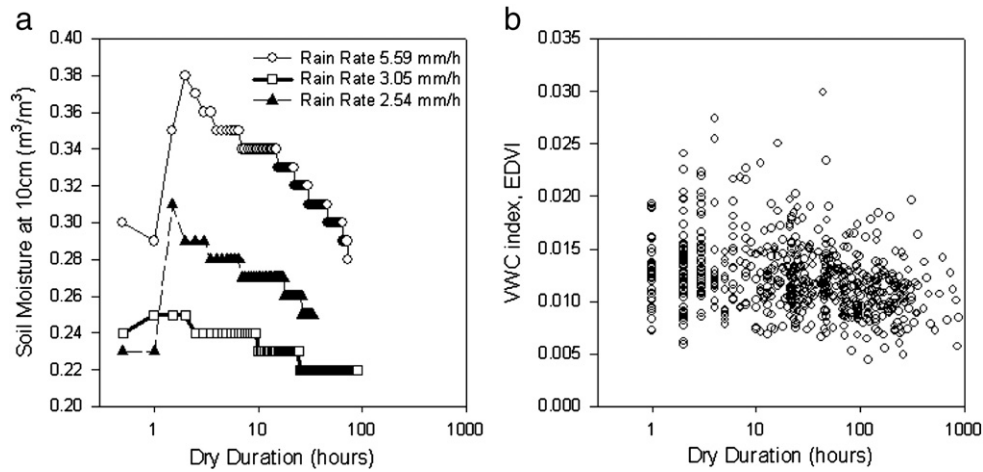 a
0.40
0.38
0.36
0.34
0.32
0.30
0.28
0.26
0.24
0.22
0.20
Soil Moisture at 10cm (m³/m³)
Rain Rate 5.59 mm/h
Rain Rate 3.05 mm/h
Rain Rate 2.54 mm/h
1 10 100 1000
Dry Duration (hours)
b
0.035
0.030
0.025
0.020
0.015
0.010
0.005
0.000
VWC index, EDVI
1 10 100 1000
Dry Duration (hours)